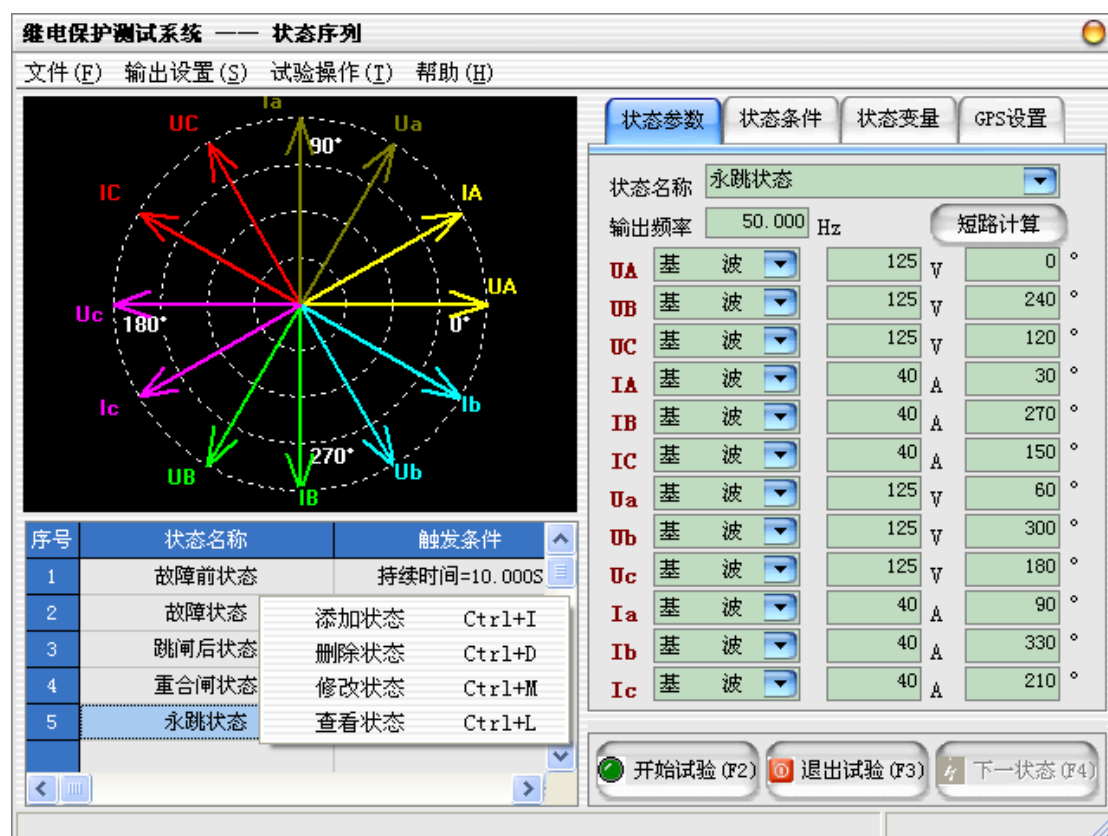 继电保护测试系统 —— 状态序列
文件(F) 输出设置(S) 试验操作(T) 帮助(H)
Ia
UC
Ua
90°
IC
IA
UA
Uc
180°
0°
Ic
Ib
270°
UB
Ub
IB
序号 状态名称 触发条件
1 故障前状态 持续时间=10.000S
2 故障状态
3 跳闸后状态
4 重合闸状态
5 永跳状态
添加状态 Ctrl+I
删除状态 Ctrl+D
修改状态 Ctrl+M
查看状态 Ctrl+L
状态参数 状态条件 状态变量 GPS设置
状态名称 永跳状态
输出频率 50.000 Hz 短路计算
UA 基 波 125 V 0 °
UB 基 波 125 V 240 °
UC 基 波 125 V 120 °
IA 基 波 40 A 30 °
IB 基 波 40 A 270 °
IC 基 波 40 A 150 °
Ua 基 波 125 V 60 °
Ub 基 波 125 V 300 °
Uc 基 波 125 V 180 °
Ia 基 波 40 A 90 °
Ib 基 波 40 A 330 °
Ic 基 波 40 A 210 °
开始试验(F2) 退出试验(F3) 下一状态(F4)